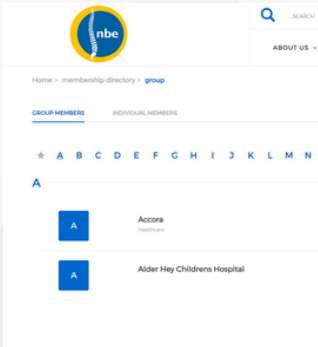 nbe
SEARCH
ABOUT US
Home > membership directory > group
GROUP MEMBERS INDIVIDUAL MEMBERS
★ A B C D E F G H I J K L M N
A
A
Accora
Healthcare
A
Alder Hey Childrens Hospital